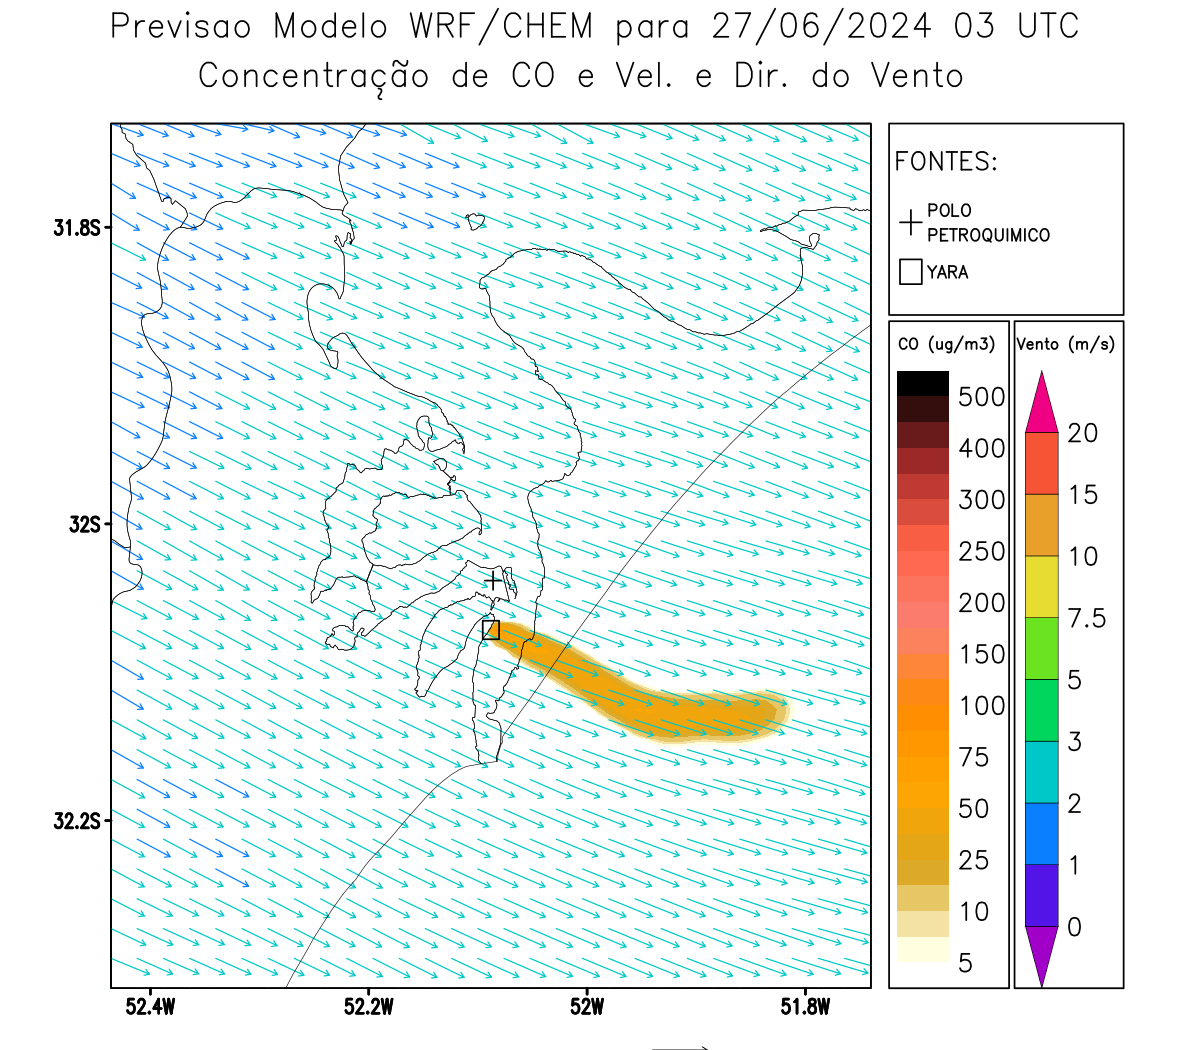 Previsao Modelo WRF/CHEM para 27/06/2024 03 UTC
Concentração de CO e Vel. e Dir. do Vento
FONTES:
POLO
PETROQUIMICO
YARA
CO (ug/m3)
500
400
300
250
200
150
100
75
50
25
10
5
Vento (m/s)
20
15
10
7.5
5
3
2
1
0
31.8S
32S
32.2S
52.4W
52.2W
52W
51.8W